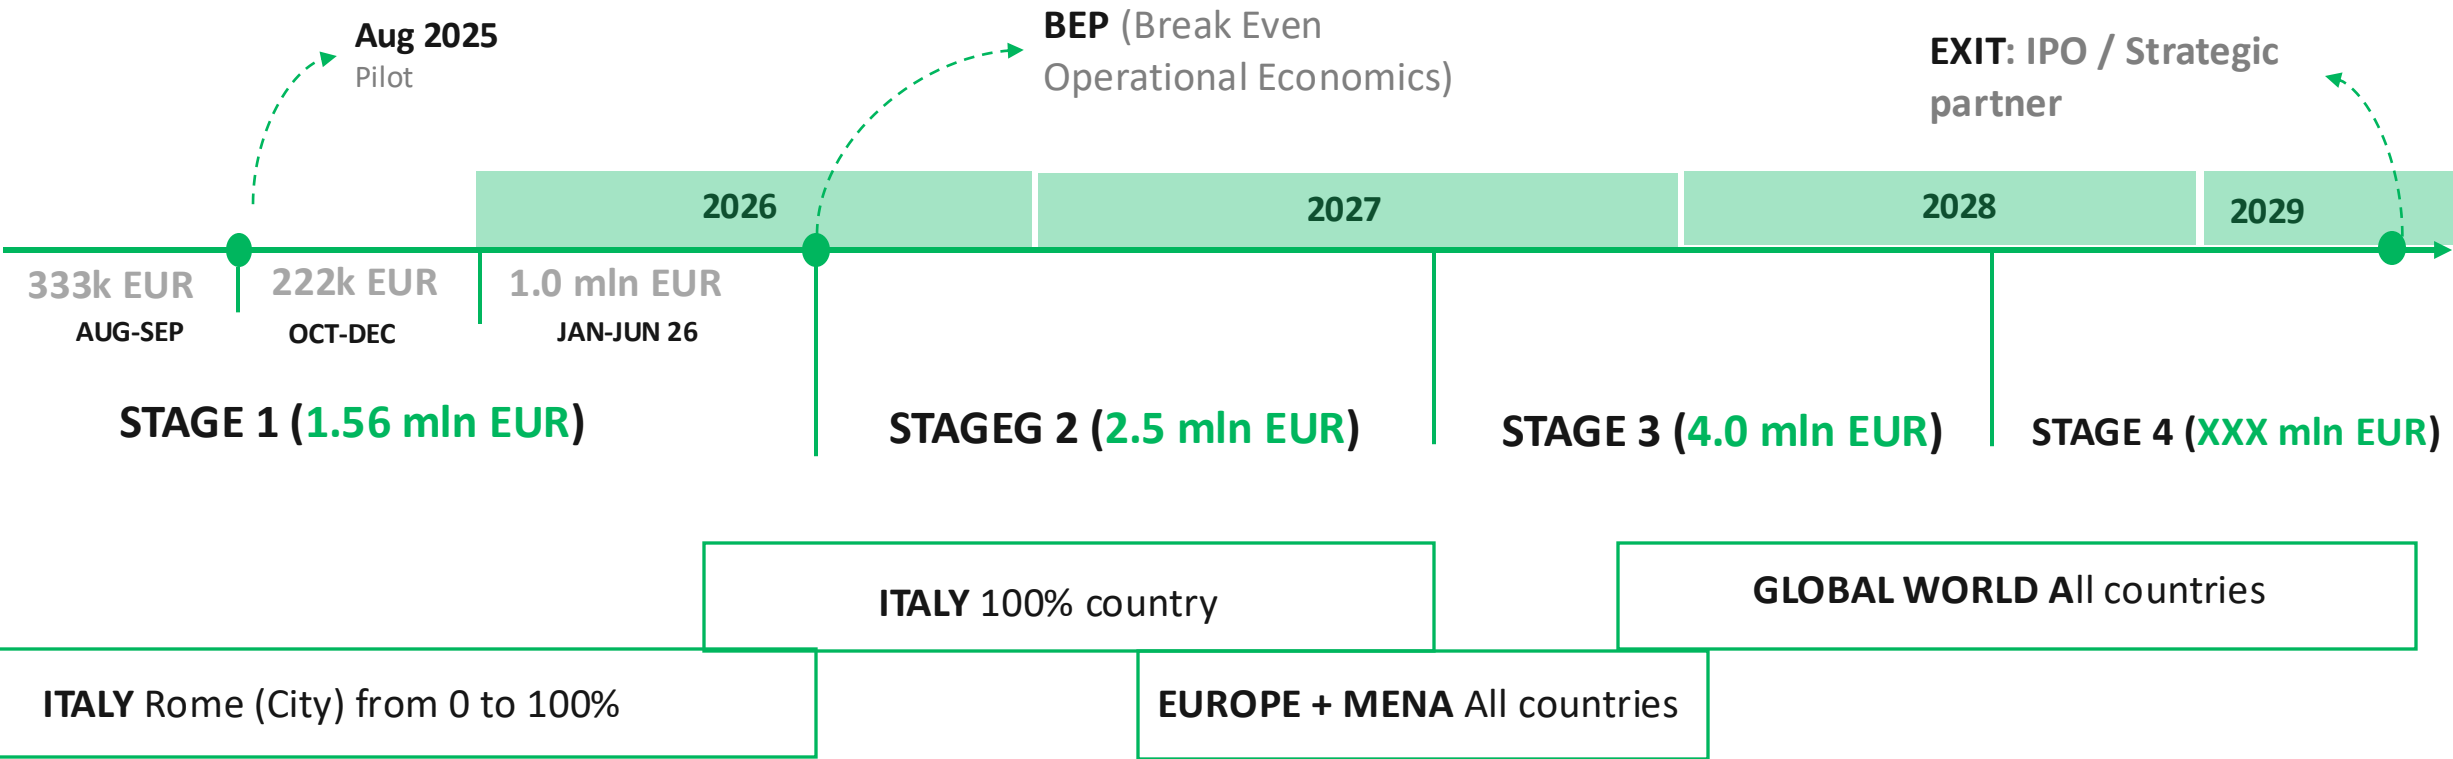 Aug 2025
Pilot
BEP (Break Even
Operational Economics)
EXIT: IPO / Strategic
partner
2026
2027
2028
2029
333k EUR
222k EUR
1.0 mln EUR
AUG-SEP
OCT-DEC
JAN-JUN 26
STAGE 1 (1.56 mln EUR)
STAGEG 2 (2.5 mln EUR)
STAGE 3 (4.0 mln EUR)
STAGE 4 (XXX mln EUR)
ITALY 100% country
GLOBAL WORLD All countries
ITALY Rome (City) from 0 to 100%
EUROPE + MENA All countries